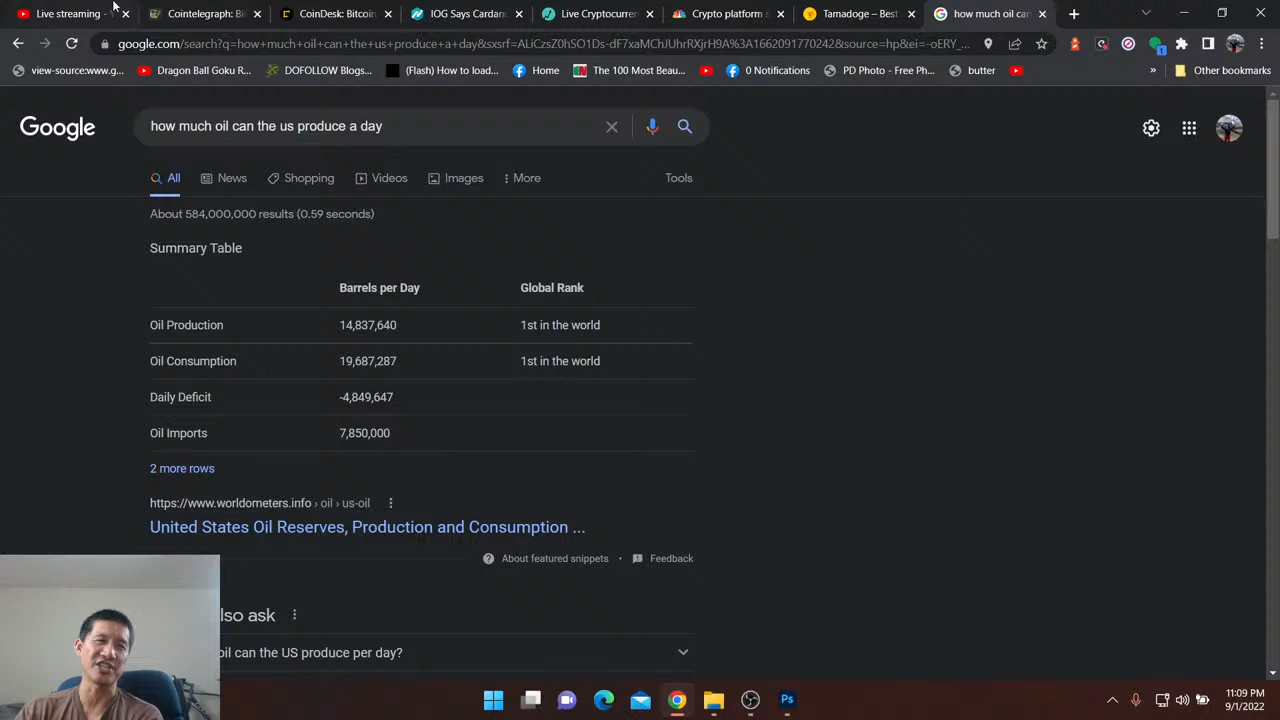 Live streaming -
Cointelegraph: Bi
CoinDesk: Bitcoin
IOG Says Cardan
Live Cryptocurren
Crypto platform s
Tamadoge – Best
how much oil can
google.com/search?q=how+much+oil+can+the+us+produce+a+day&sxsrf=ALiCzsZ0hSO1Ds-dF7xaMChJUhrRXjrH9A%3A1662091770242&source=hp&ei=-oERY_...
view-source:www.g...
Dragon Ball Goku R...
DOFOLLOW Blogs...
(Flash) How to load...
Home
The 100 Most Beau...
0 Notifications
PD Photo - Free Ph...
butter
»
Other bookmarks
Google
how much oil can the us produce a day
All
News
Shopping
Videos
Images
More
Tools
About 584,000,000 results (0.59 seconds)
Summary Table
Barrels per Day Global Rank
Oil Production 14,837,640 1st in the world
Oil Consumption 19,687,287 1st in the world
Daily Deficit -4,849,647
Oil Imports 7,850,000
2 more rows
https://www.worldometers.info › oil › us-oil
United States Oil Reserves, Production and Consumption ...
About featured snippets • Feedback
lso ask
oil can the US produce per day?
Ps
11:09 PM
9/1/2022